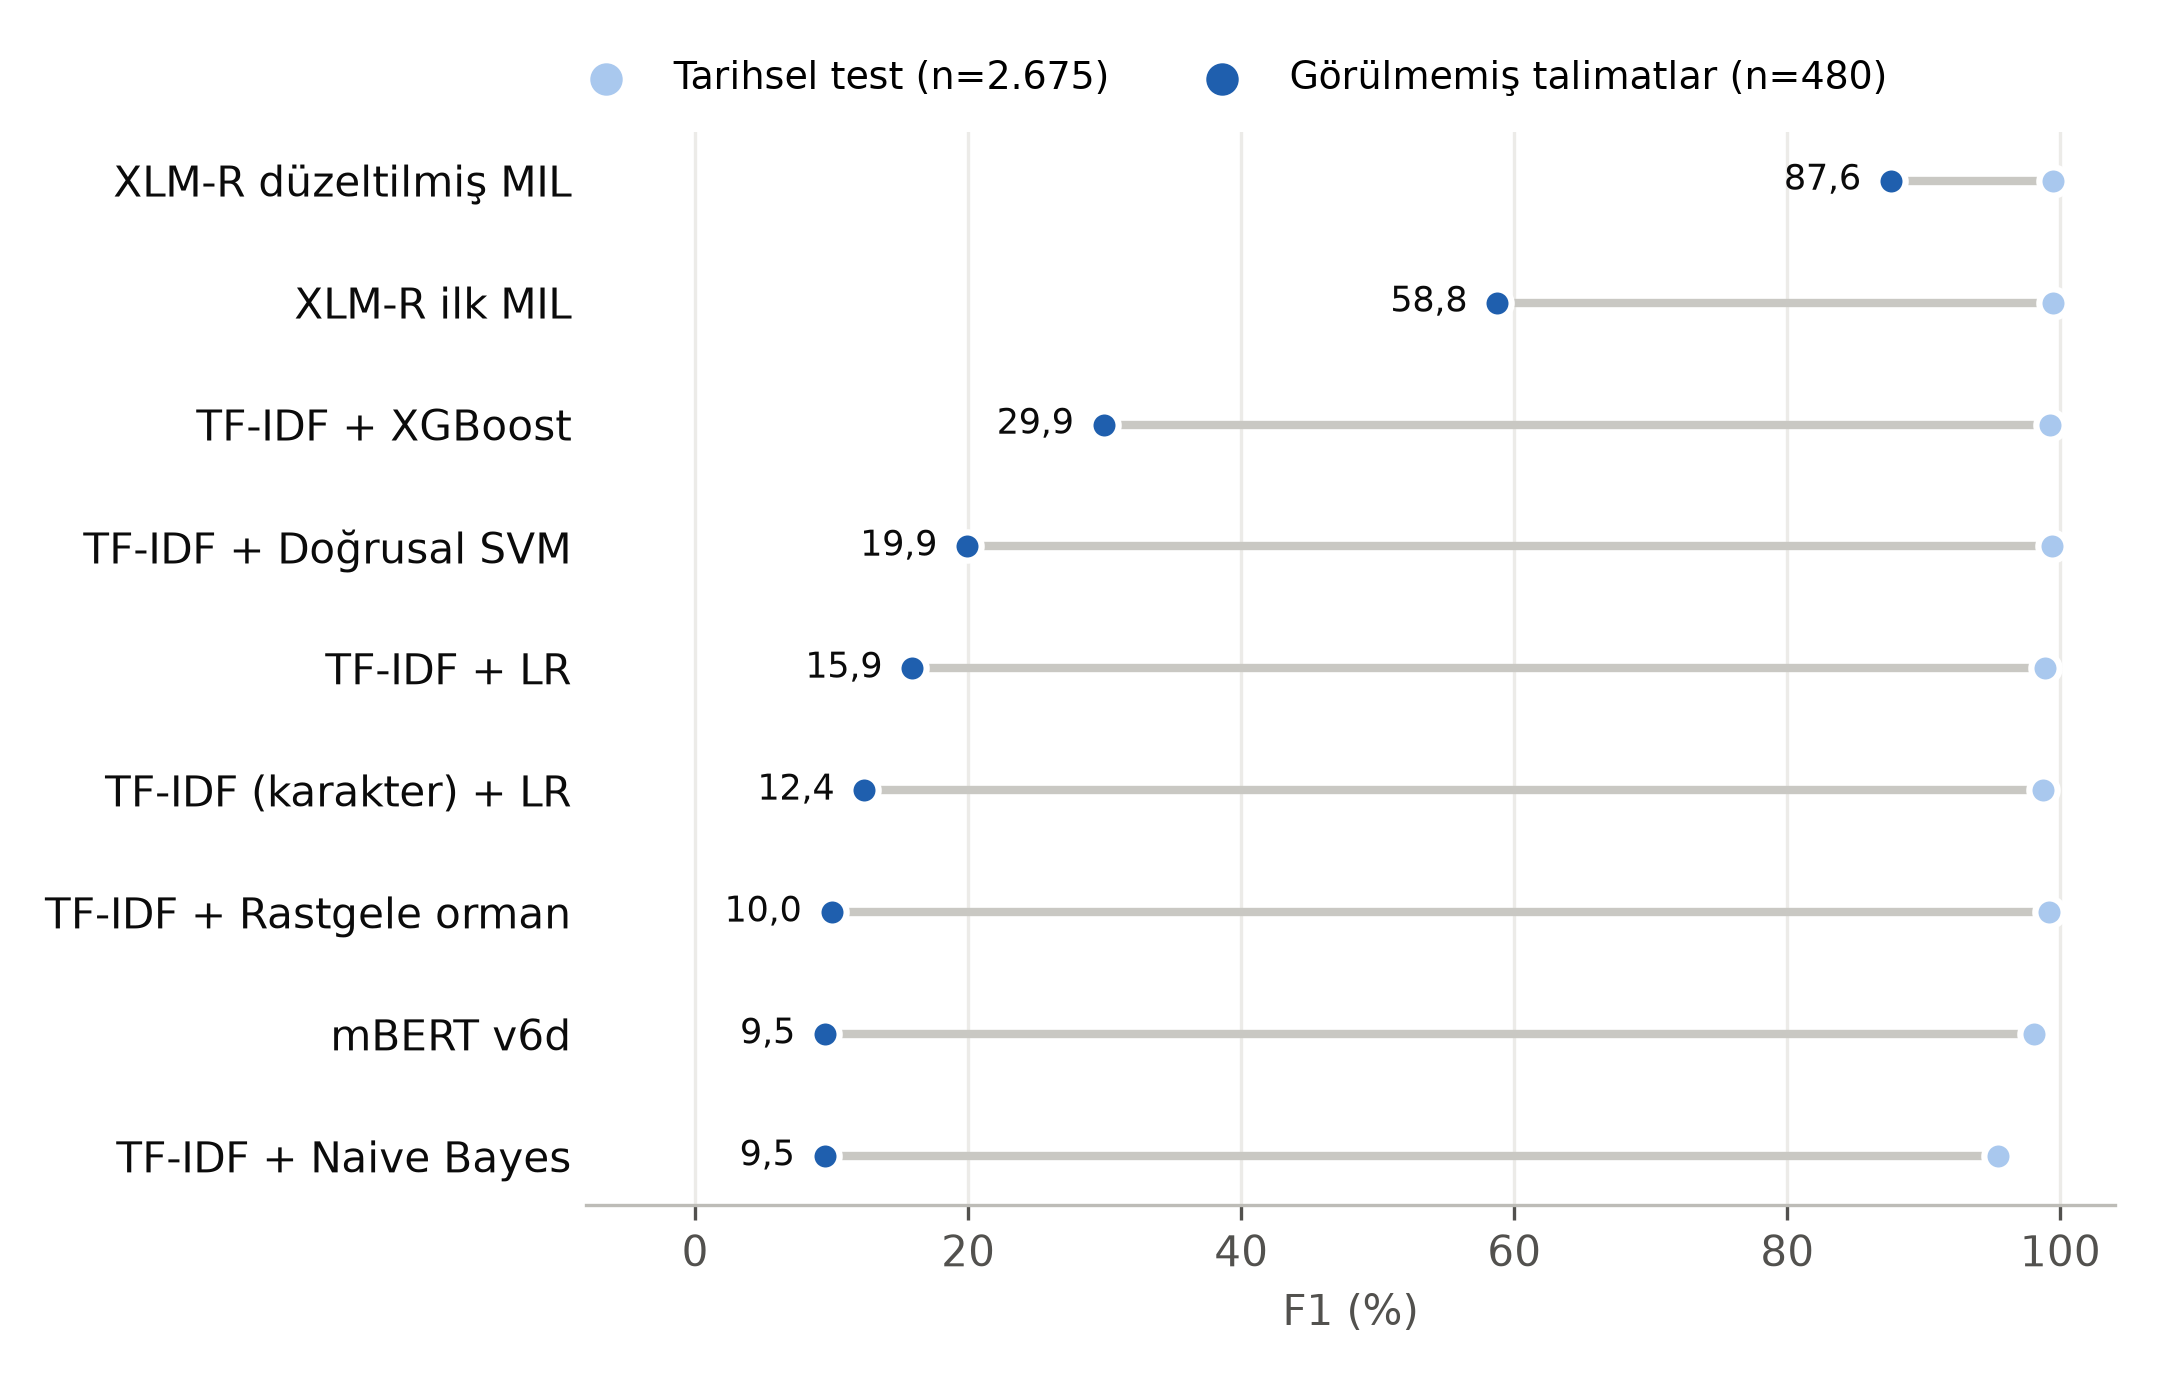 Tarihsel test (n=2.675) Görülmemiş talimatlar (n=480)
XLM-R düzeltilmiş MIL 87,6
XLM-R ilk MIL 58,8
TF-IDF + XGBoost 29,9
TF-IDF + Doğrusal SVM 19,9
TF-IDF + LR 15,9
TF-IDF (karakter) + LR 12,4
TF-IDF + Rastgele orman 10,0
mBERT v6d 9,5
TF-IDF + Naive Bayes 9,5
0 20 40 60 80 100
F1 (%)